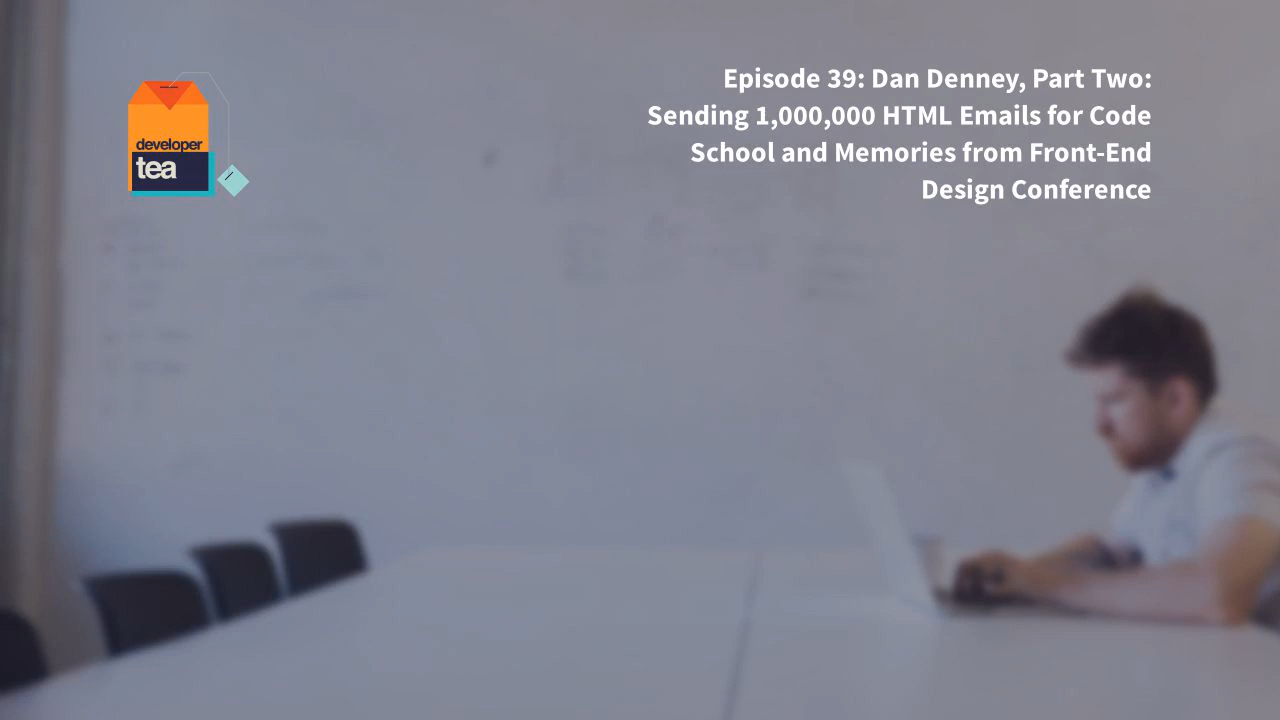 developer
tea
Episode 39: Dan Denney, Part Two:
Sending 1,000,000 HTML Emails for Code
School and Memories from Front-End
Design Conference